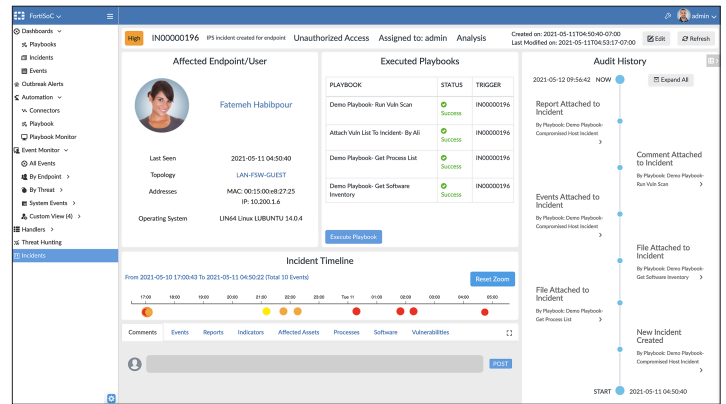 FortiSoC
admin
Dashboards
Playbooks
Incidents
Events
Outbreak Alerts
Automation
Connectors
Playbook
Playbook Monitor
Event Monitor
All Events
By Endpoint
By Threat
System Events
Custom View (4)
Handlers
Threat Hunting
Incidents
High
IN00000196
IPS incident created for endpoint
Unauthorized Access
Assigned to: admin
Analysis
Created on: 2021-05-11T04:50:40-07:00
Last Modified on: 2021-05-11T04:53:17-07:00
Edit
Refresh
Affected Endpoint/User
Fatemeh Habibpour
Last Seen 2021-05-11 04:50:40
Topology LAN-FSW-GUEST
Addresses MAC: 00:15:00:e8:27:25
IP: 10.200.1.6
Operating System LIN64 Linux LUBUNTU 14.0.4
Executed Playbooks
PLAYBOOK STATUS TRIGGER
Demo Playbook- Run Vuln Scan Success IN00000196
Attach Vuln List To Incident- By Ali Success IN00000196
Demo Playbook- Get Process List Success IN00000196
Demo Playbook- Get Software Inventory Success IN00000196
Execute Playbook
Incident Timeline
From 2021-05-10 17:00:43 To 2021-05-11 04:50:22 (Total 10 Events)
Reset Zoom
17:00 18:00 19:00 20:00 21:00 22:00 23:00 Tue 11 01:00 02:00 03:00 04:00 05:00
Comments Events Reports Indicators Affected Assets Processes Software Vulnerabilities
POST
Audit History
2021-05-12 09:56:42 NOW
Expand All
Report Attached to
Incident
By Playbook: Demo Playbook-
Compromised Host Incident
Comment Attached
to Incident
By Playbook: Demo Playbook-
Run Vuln Scan
Events Attached to
Incident
By Playbook: Demo Playbook-
Compromised Host Incident
File Attached to
Incident
By Playbook: Demo Playbook-
Get Software Inventory
File Attached to
Incident
By Playbook: Demo Playbook-
Get Process List
New Incident
Created
By Playbook: Demo Playbook-
Compromised Host Incident
START 2021-05-11 04:50:40